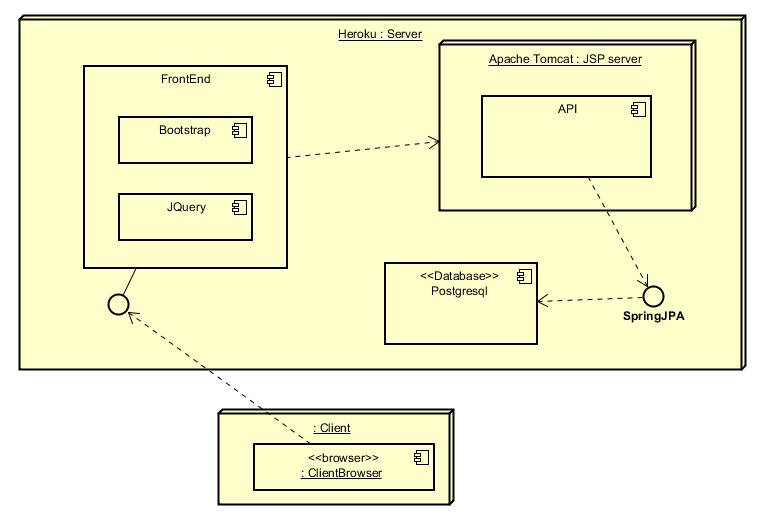 Heroku : Server
Apache Tomcat : JSP server
FrontEnd
API
Bootstrap
JQuery
<<Database>>
Postgresql
SpringJPA
: Client
<<browser>>
: ClientBrowser